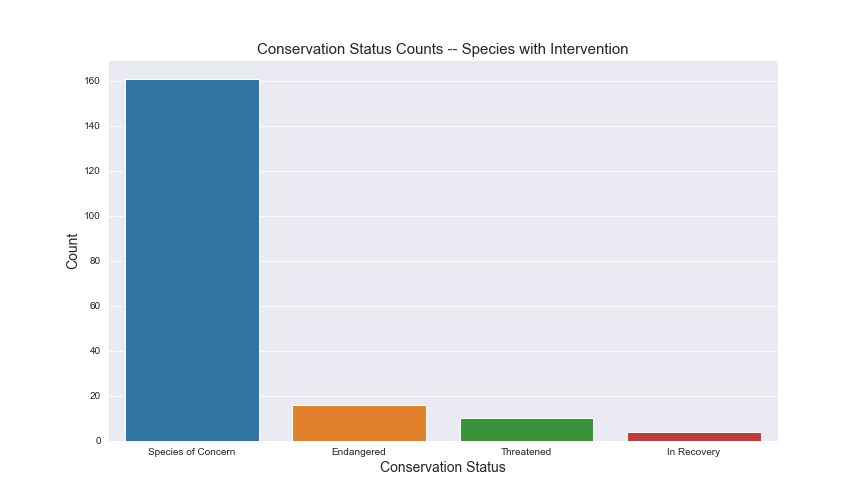 Conservation Status Counts -- Species with Intervention
160
140
120
100
80
60
40
20
0
Count
Species of Concern
Endangered
Threatened
In Recovery
Conservation Status